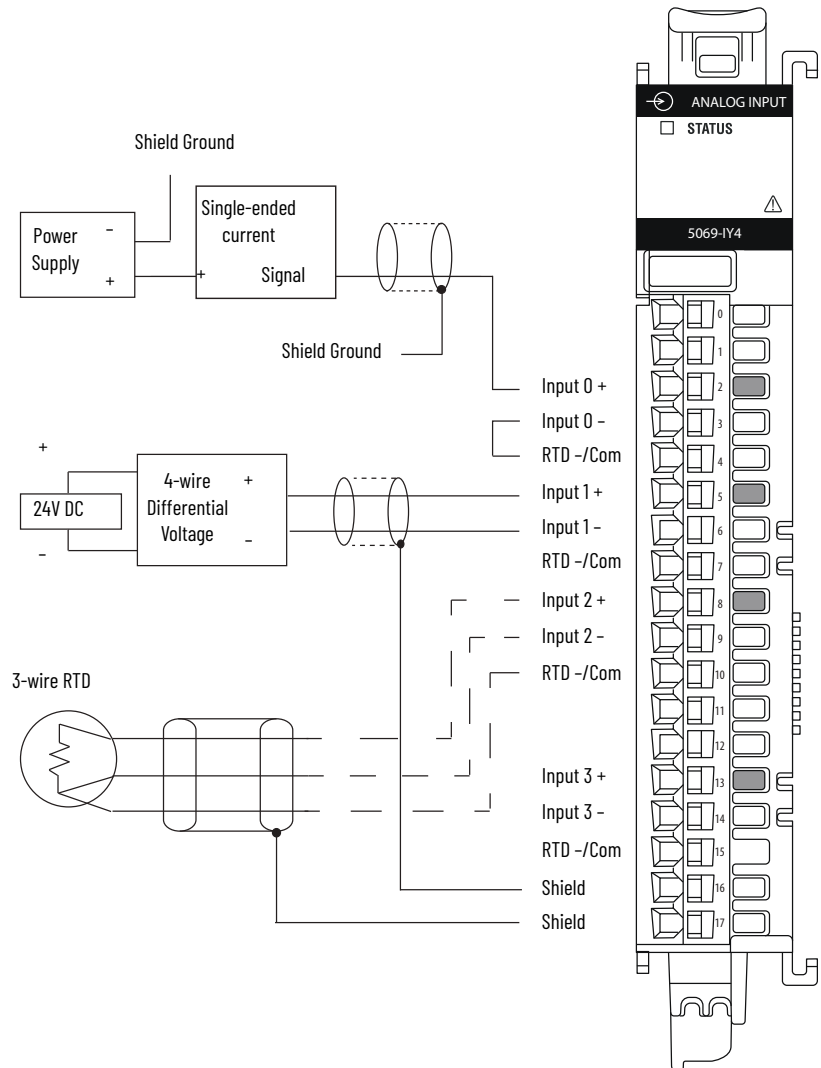 ANALOG INPUT
STATUS
5069-IY4
Shield Ground
Power
Supply
-
+
Single-ended
current
+
Signal
Shield Ground
Input 0 +
Input 0 –
RTD –/Com
+
24V DC
–
4-wire
Differential
Voltage
+
-
Input 1 +
Input 1 –
RTD –/Com
Input 2 +
Input 2 –
RTD –/Com
3-wire RTD
Input 3 +
Input 3 –
RTD –/Com
Shield
Shield
0
1
2
3
4
5
6
7
8
9
10
11
12
13
14
15
16
17